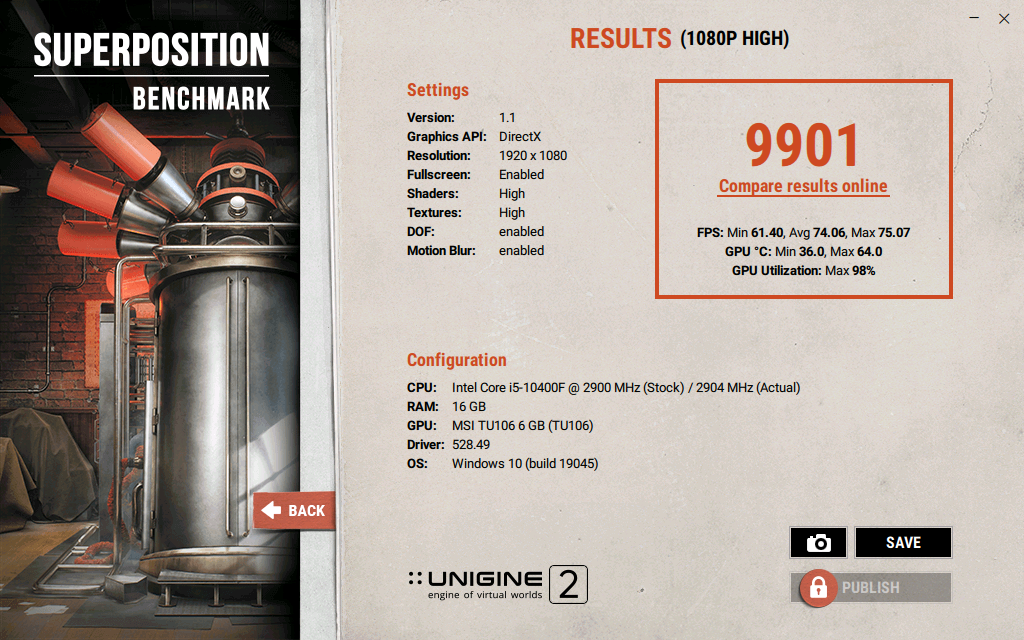 SUPERPOSITION
BENCHMARK
RESULTS (1080P HIGH)
Settings
Version: 1.1
Graphics API: DirectX
Resolution: 1920 x 1080
Fullscreen: Enabled
Shaders: High
Textures: High
DOF: enabled
Motion Blur: enabled
9901
Compare results online
FPS: Min 61.40, Avg 74.06, Max 75.07
GPU °C: Min 36.0, Max 64.0
GPU Utilization: Max 98%
Configuration
CPU: Intel Core i5-10400F @ 2900 MHz (Stock) / 2904 MHz (Actual)
RAM: 16 GB
GPU: MSI TU106 6 GB (TU106)
Driver: 528.49
OS: Windows 10 (build 19045)
BACK
SAVE
PUBLISH
UNIGINE 2
engine of virtual worlds